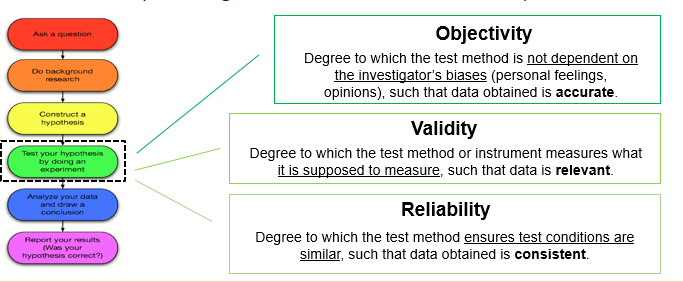 Ask a question
Do background
research
Construct a
hypothesis
Test your hypothesis
by doing an
experiment
Analyze your data
and draw a
conclusion
Report your results
(Was your
hypothesis correct?)
Objectivity
Degree to which the test method is not dependent on
the investigator's biases (personal feelings,
opinions), such that data obtained is accurate.
Validity
Degree to which the test method or instrument measures what
it is supposed to measure, such that data is relevant.
Reliability
Degree to which the test method ensures test conditions are
similar, such that data obtained is consistent.